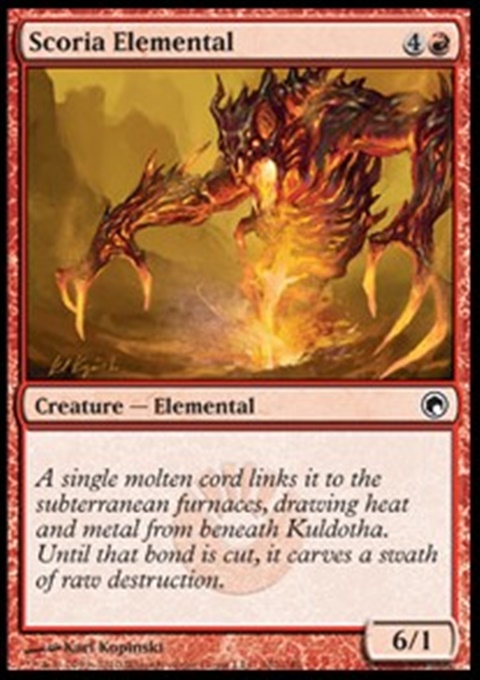 Scoria Elemental
4
Creature — Elemental
A single molten cord links it to the
subterranean furnaces, drawing heat
and metal from beneath Kuldotha.
Until that bond is cut, it carves a swath
of raw destruction.
6/1
Karl Kopinski